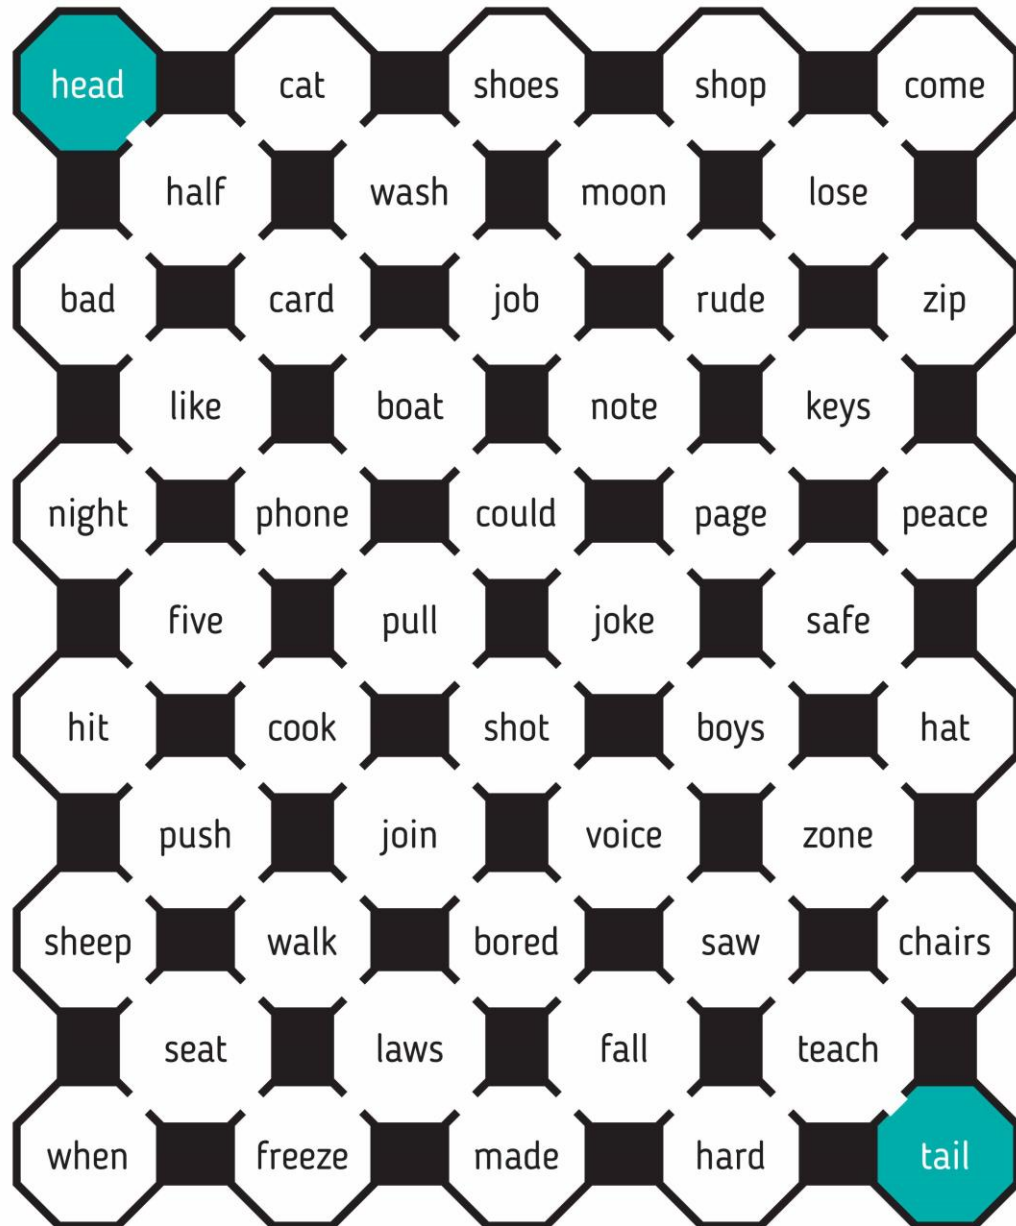 head cat shoes shop come
half wash moon lose
bad card job rude zip
like boat note keys
night phone could page peace
five pull joke safe
hit cook shot boys hat
push join voice zone
sheep walk bored saw chairs
seat laws fall teach
when freeze made hard tail